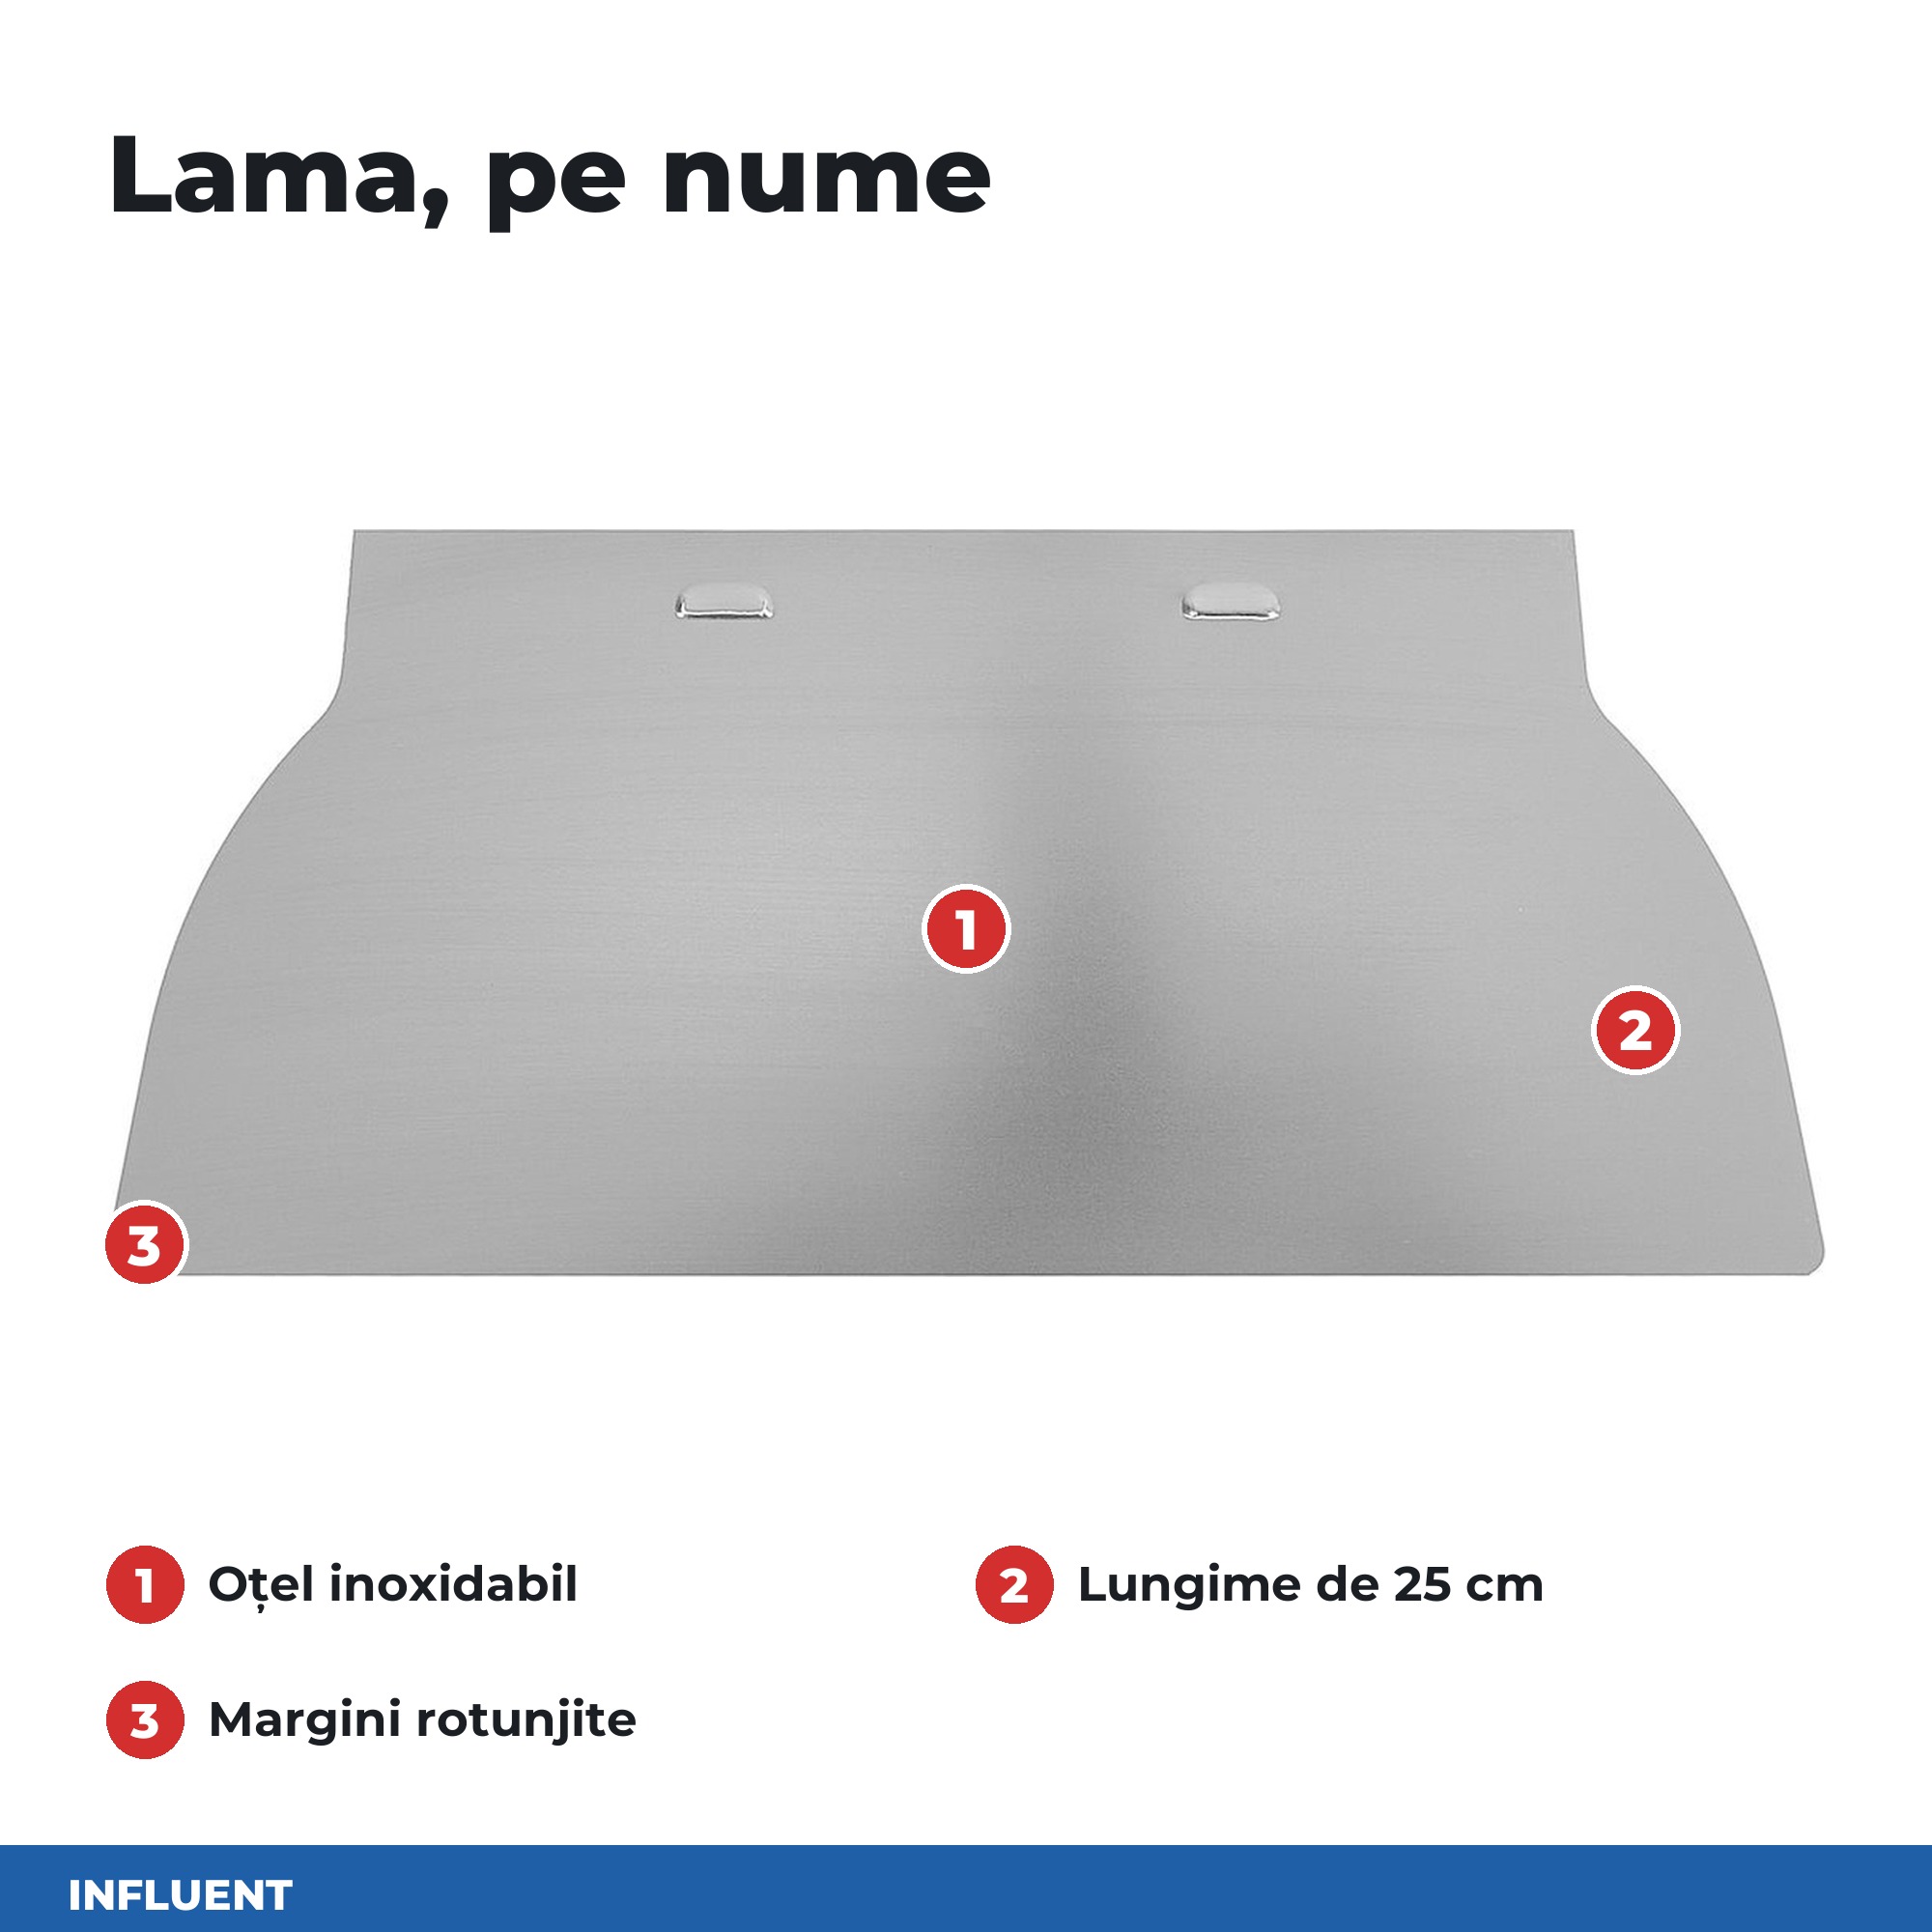 Lama, pe nume
1
2
3
1 Oțel inoxidabil
2 Lungime de 25 cm
3 Margini rotunjite
INFLUENT